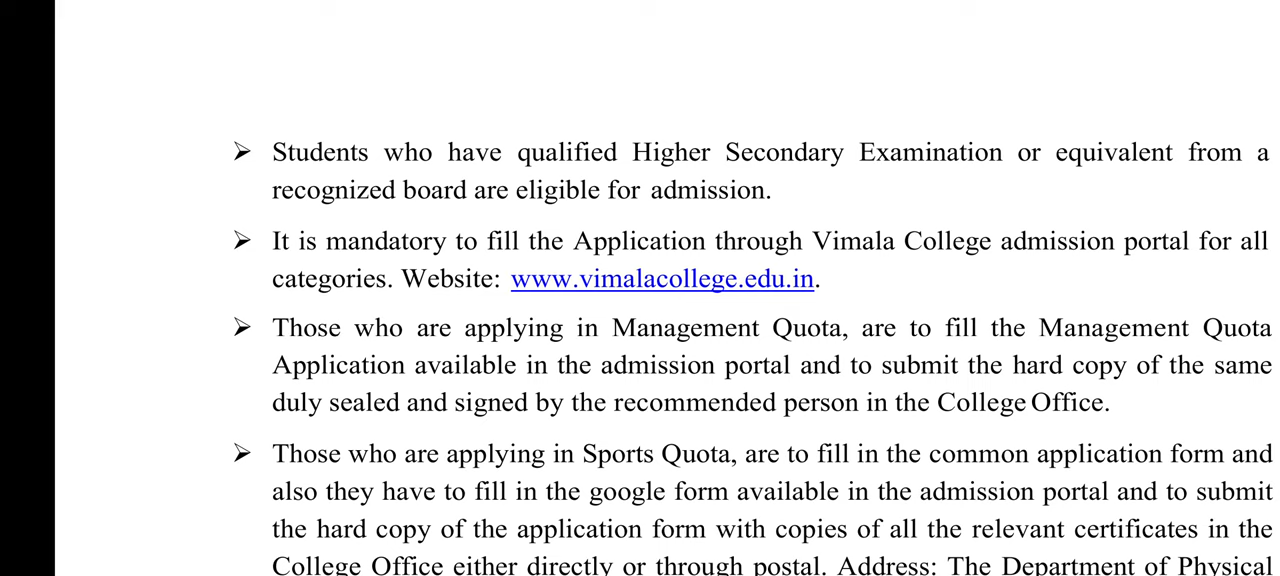 ➢ Students who have qualified Higher Secondary Examination or equivalent from a
recognized board are eligible for admission.
➢ It is mandatory to fill the Application through Vimala College admission portal for all
categories. Website: www.vimalacollege.edu.in.
➢ Those who are applying in Management Quota, are to fill the Management Quota
Application available in the admission portal and to submit the hard copy of the same
duly sealed and signed by the recommended person in the College Office.
➢ Those who are applying in Sports Quota, are to fill in the common application form and
also they have to fill in the google form available in the admission portal and to submit
the hard copy of the application form with copies of all the relevant certificates in the
College Office either directly or through postal. Address: The Department of Physical